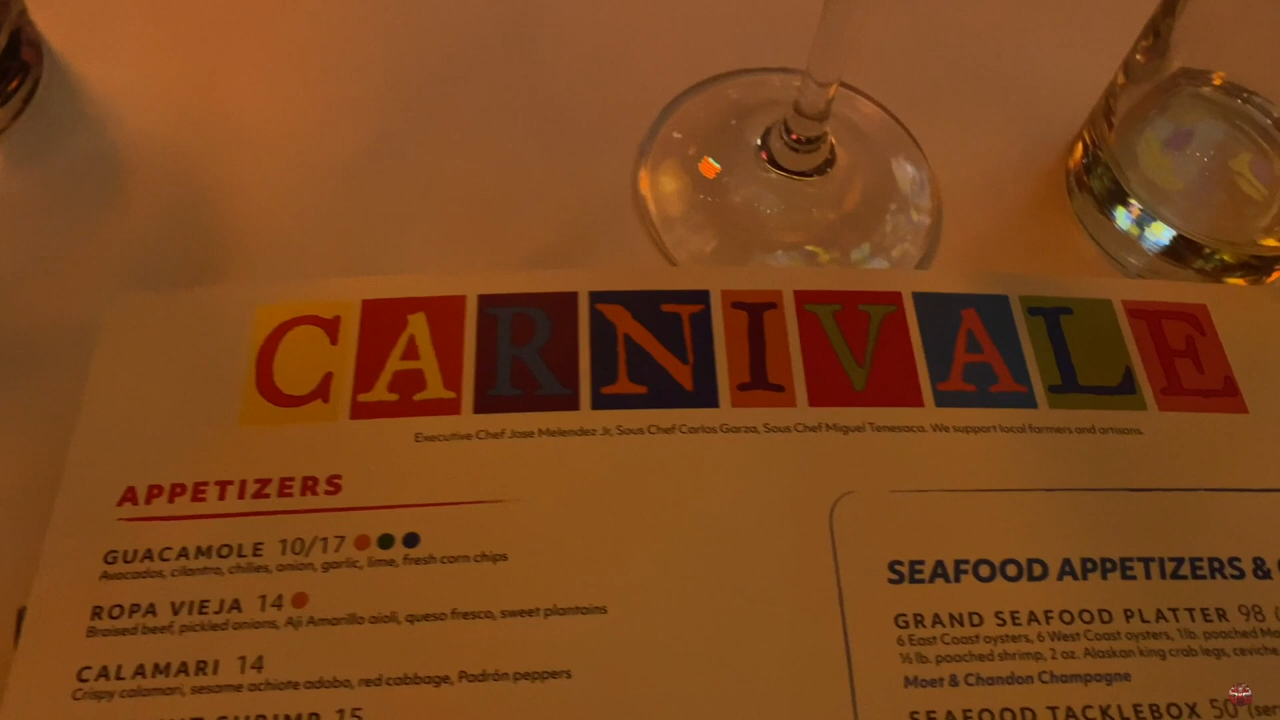 CARNIVALE
Executive Chef Jose Melendez Jr, Sous Chef Carlos Garza, Sous Chef Miguel Tenesaca. We support local farmers and artisans.
APPETIZERS
GUACAMOLE 10/17
Avocados, cilantro, chilies, onion, garlic, lime, fresh corn chips
ROPA VIEJA 14
Braised beef, pickled onions, Aji Amarillo aioli, queso fresco, sweet plantains
CALAMARI 14
Crispy calamari, sesame achiote adobo, red cabbage, Padrón peppers
SHRIMP 15
SEAFOOD APPETIZERS &
GRAND SEAFOOD PLATTER 98
6 East Coast oysters, 6 West Coast oysters, 1lb. poached
½ lb. poached shrimp, 2 oz. Alaskan king crab legs, ceviche
Moet & Chandon Champagne
SEAFOOD TACKLEBOX 50